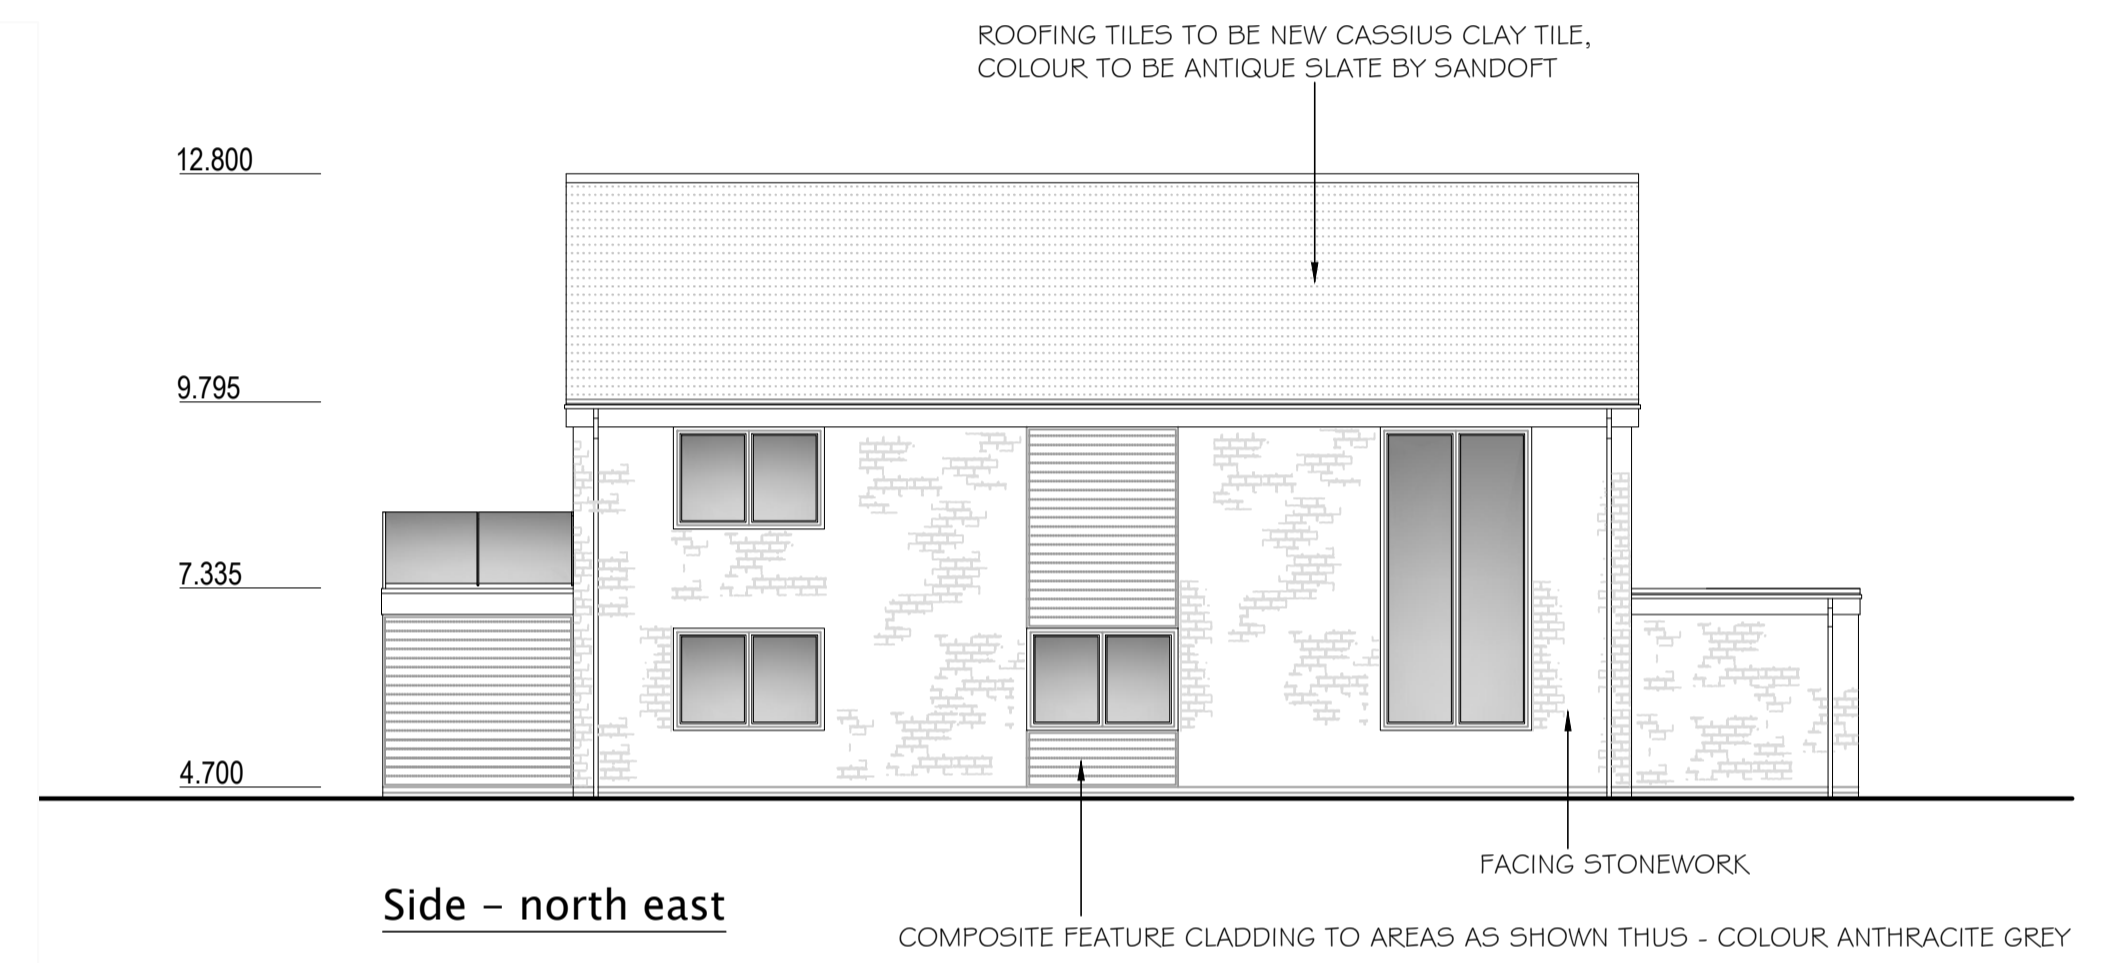 ROOFING TILES TO BE NEW CASSIUS CLAY TILE,
COLOUR TO BE ANTIQUE SLATE BY SANDOFT
12.800
9.795
7.335
4.700
FACING STONEWORK
Side – north east
COMPOSITE FEATURE CLADDING TO AREAS AS SHOWN THUS - COLOUR ANTHRACITE GREY